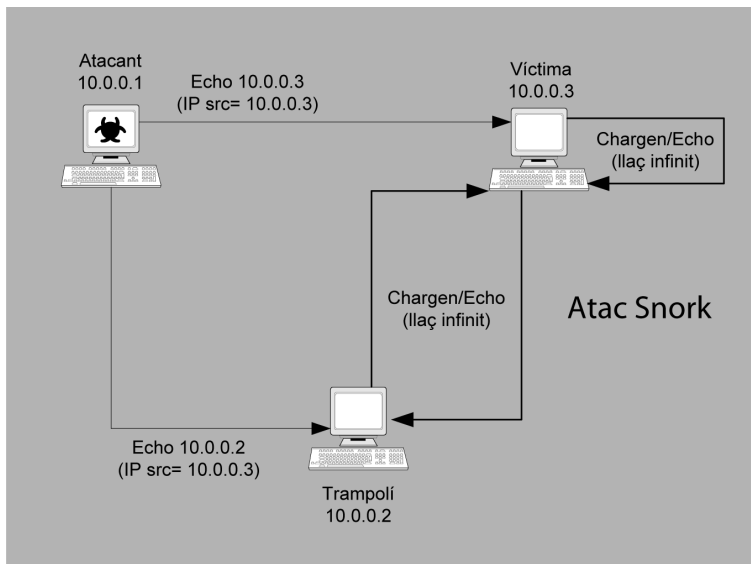 Atacant
10.0.0.1
Echo 10.0.0.3
(IP src= 10.0.0.3)
Víctima
10.0.0.3
Chargen/Echo
(llaç infinit)
Chargen/Echo
(llaç infinit)
Atac Snork
Echo 10.0.0.2
(IP src= 10.0.0.3)
Trampolí
10.0.0.2